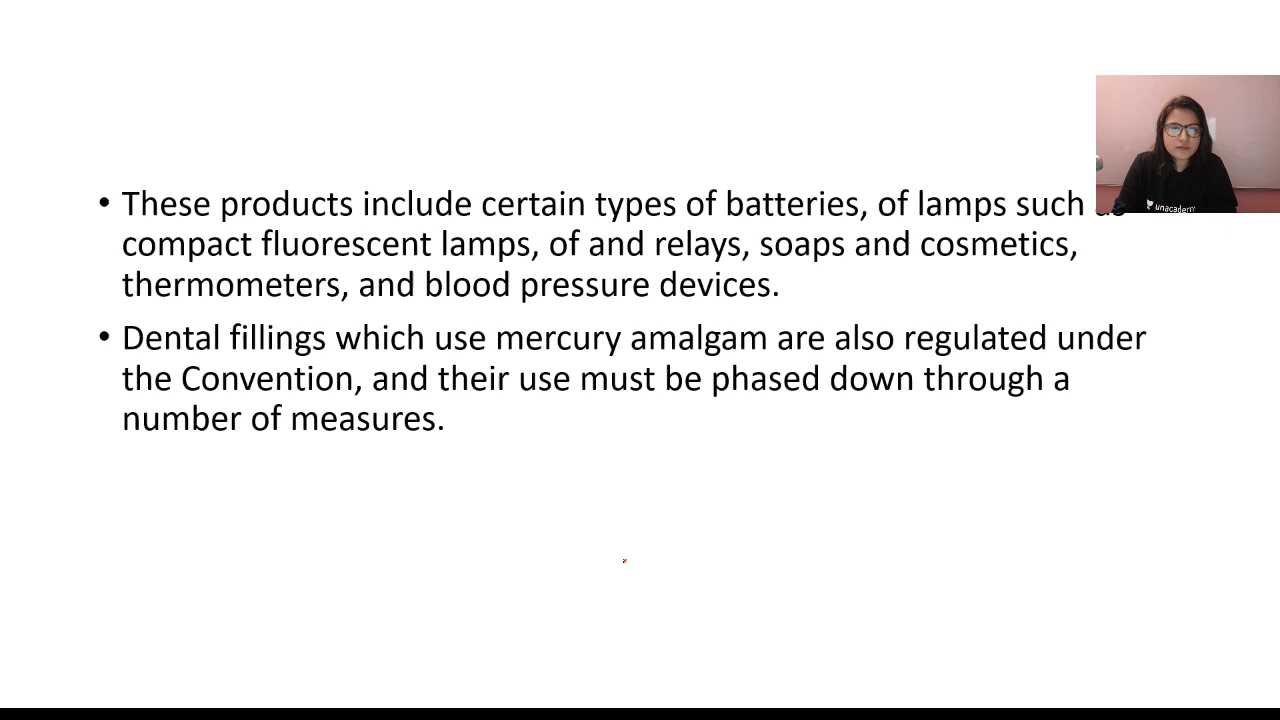 • These products include certain types of batteries, of lamps such
compact fluorescent lamps, of and relays, soaps and cosmetics,
thermometers, and blood pressure devices.
• Dental fillings which use mercury amalgam are also regulated under
the Convention, and their use must be phased down through a
number of measures.
unacademy